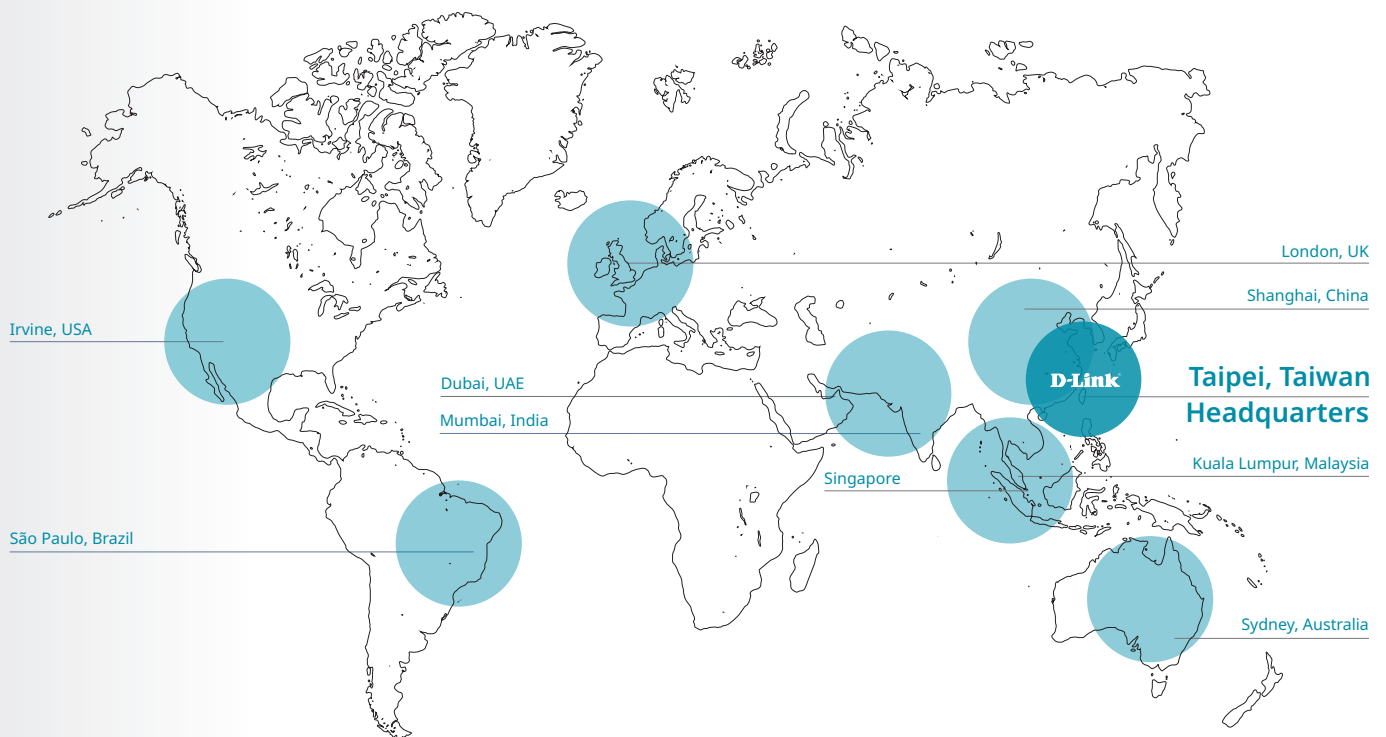 London, UK
Shanghai, China
Irvine, USA
D-Link
Taipei, Taiwan
Headquarters
Dubai, UAE
Mumbai, India
Kuala Lumpur, Malaysia
Singapore
São Paulo, Brazil
Sydney, Australia